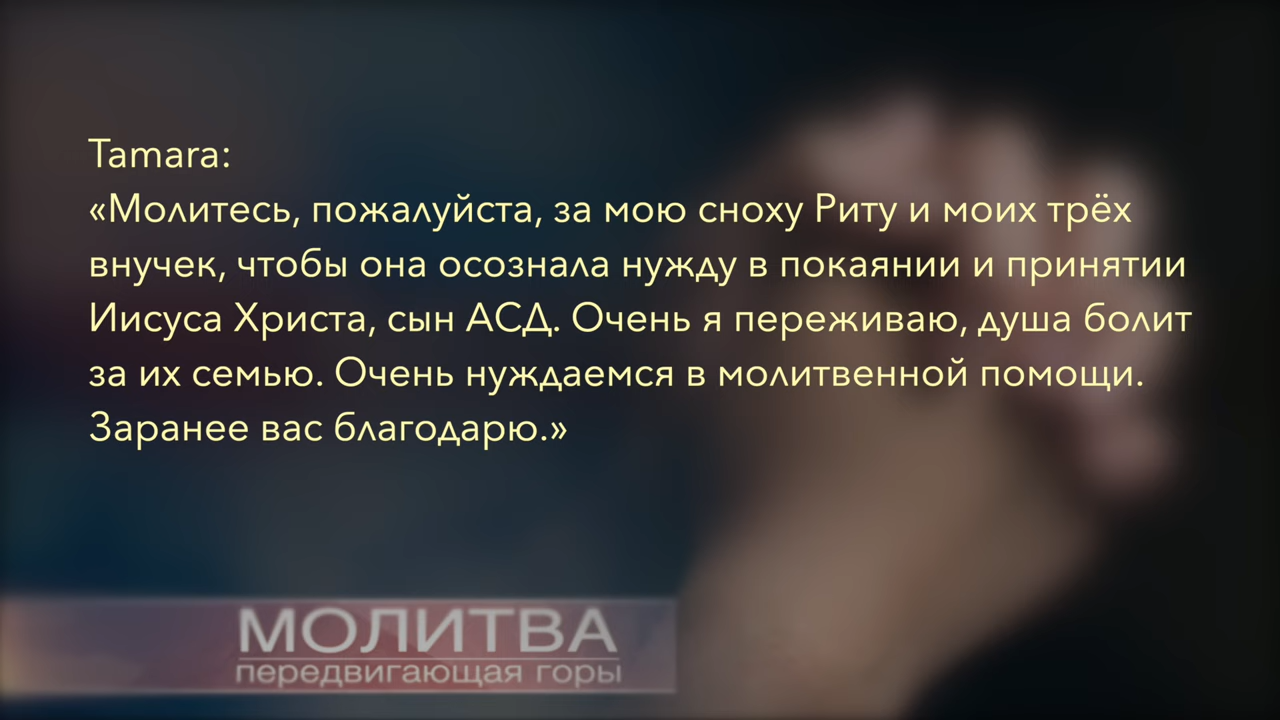 Tamara:
«Молитесь, пожалуйста, за мою сноху Риту и моих трёх
внучек, чтобы она осознала нужду в покаянии и принятии
Иисуса Христа, сын АСД. Очень я переживаю, душа болит
за их семью. Очень нуждаемся в молитвенной помощи.
Заранее вас благодарю.»
МОЛИТВА
передвигающая горы